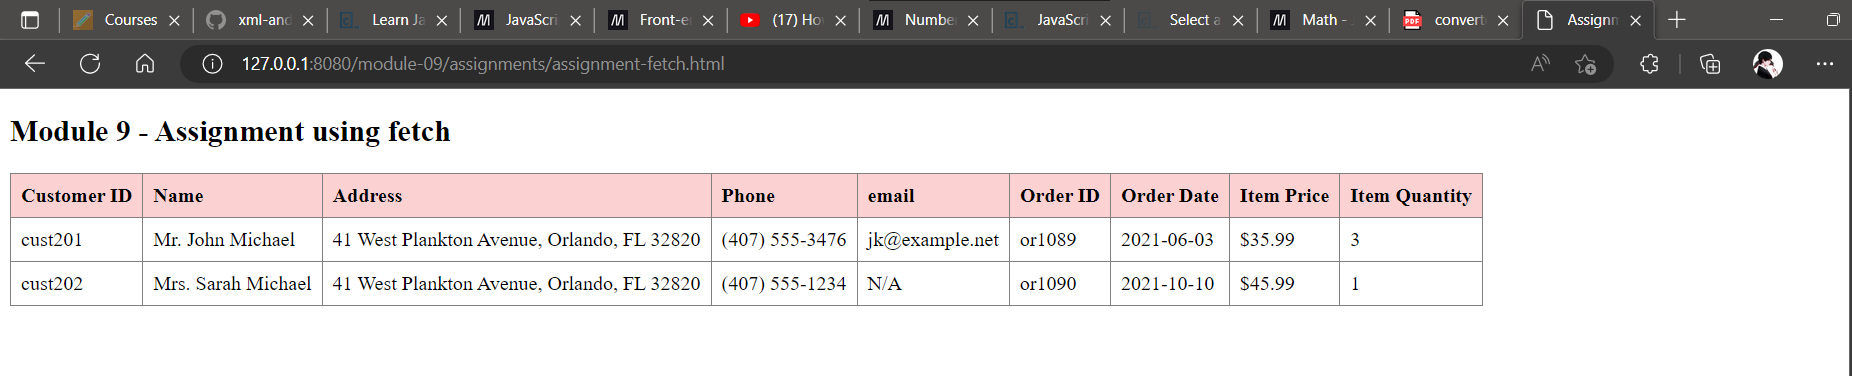 Courses xml-and Learn Ja JavaScri Front-e (17) Ho Number JavaScri Select a Math - convert Assignm
127.0.0.1:8080/module-09/assignments/assignment-fetch.html
Module 9 - Assignment using fetch
Customer ID Name Address Phone email Order ID Order Date Item Price Item Quantity
cust201 Mr. John Michael 41 West Plankton Avenue, Orlando, FL 32820 (407) 555-3476 jk@example.net or1089 2021-06-03 $35.99 3
cust202 Mrs. Sarah Michael 41 West Plankton Avenue, Orlando, FL 32820 (407) 555-1234 N/A or1090 2021-10-10 $45.99 1